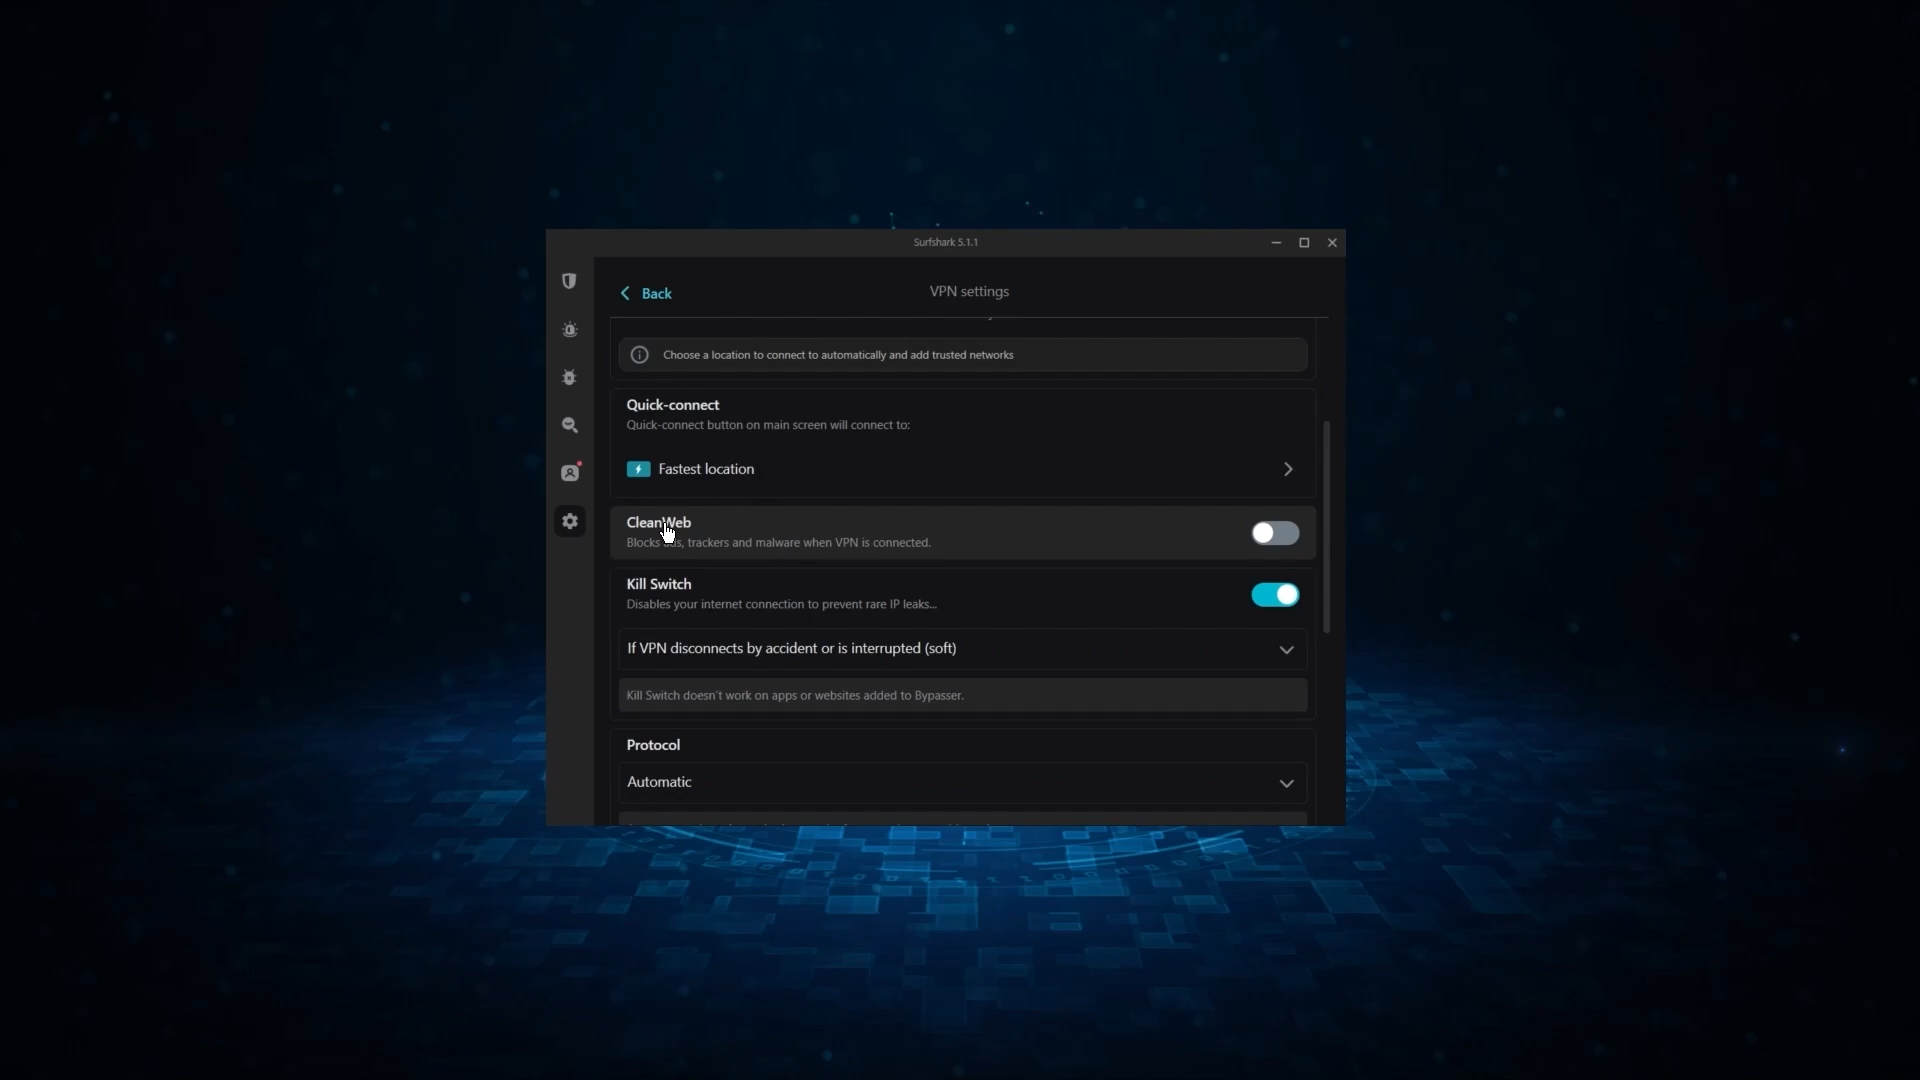 Surfshark 5.1.1
Back
VPN settings
Choose a location to connect to automatically and add trusted networks
Quick-connect
Quick-connect button on main screen will connect to:
Fastest location
CleanWeb
Blocks ads, trackers and malware when VPN is connected.
Kill Switch
Disables your internet connection to prevent rare IP leaks...
If VPN disconnects by accident or is interrupted (soft)
Kill Switch doesn't work on apps or websites added to Bypasser.
Protocol
Automatic